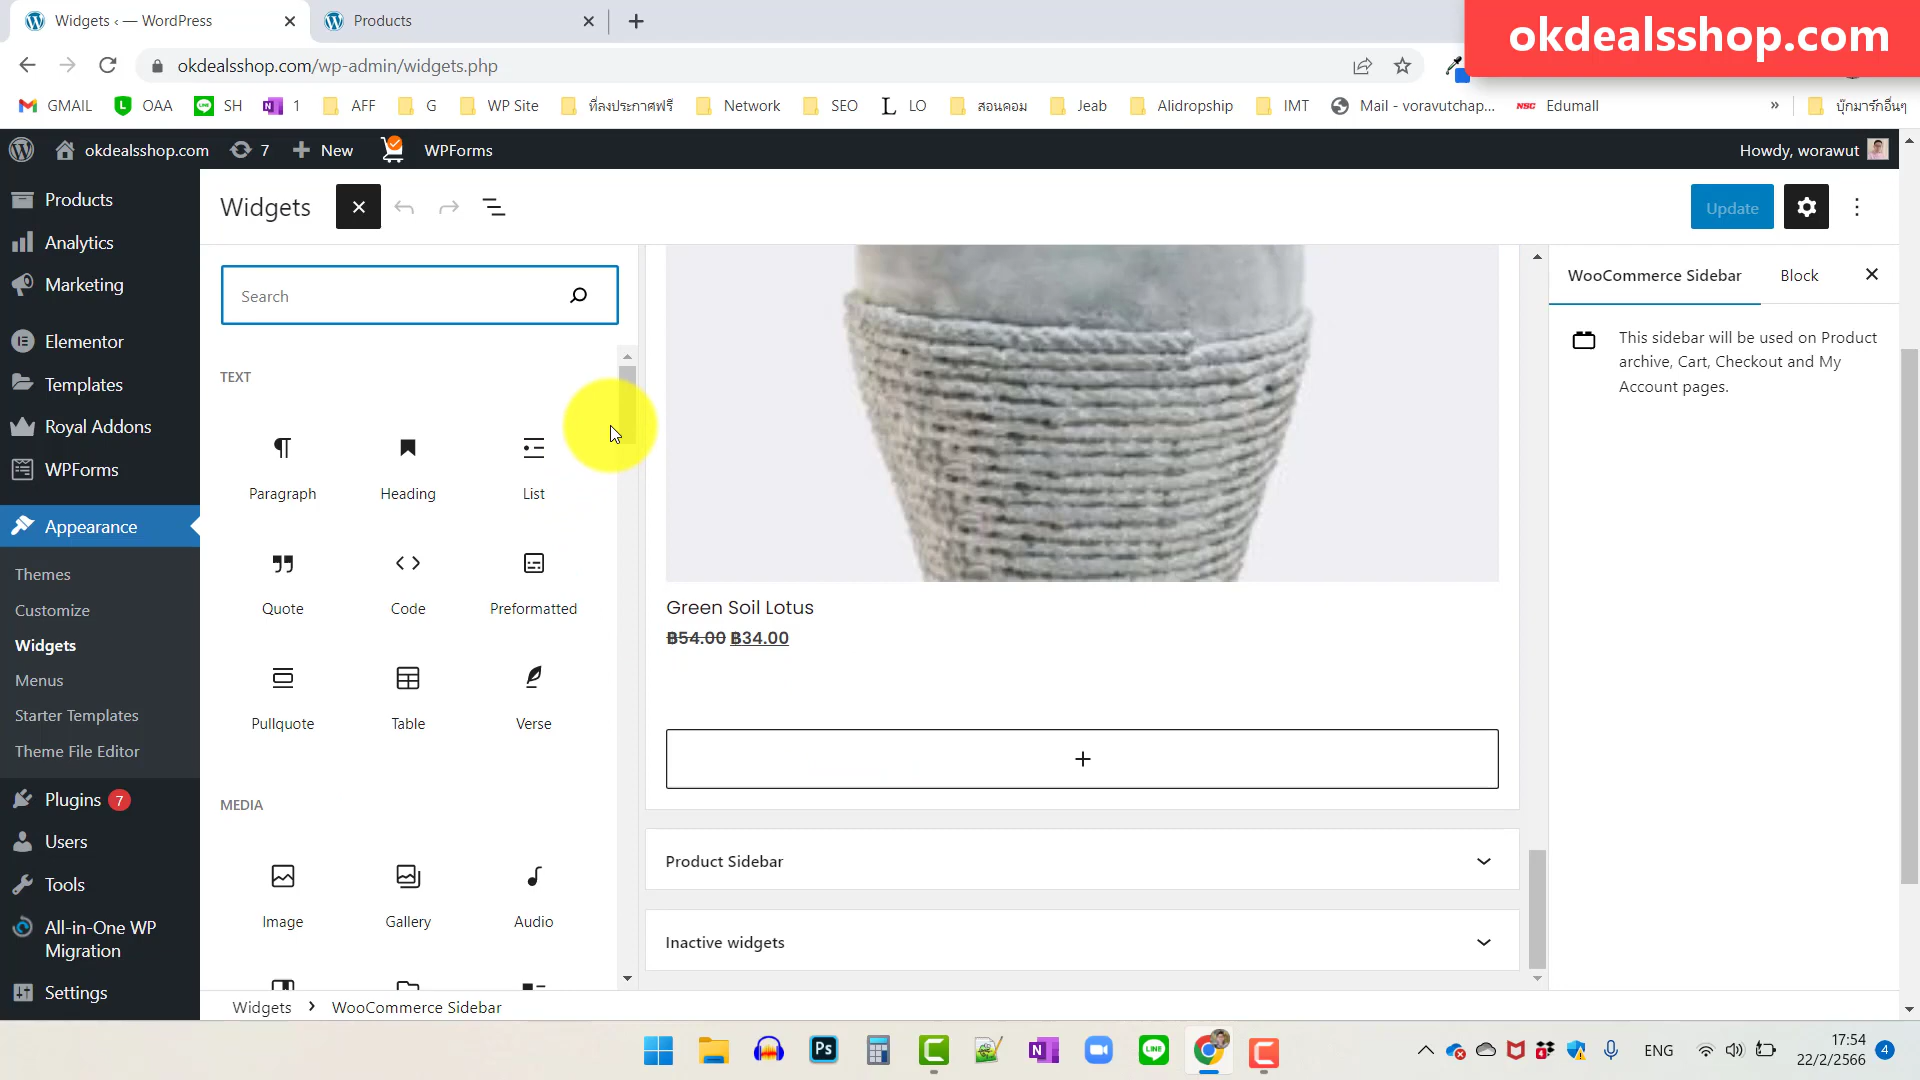 Widgets ‹ — WordPress
Products
okdealsshop.com
okdealsshop.com/wp-admin/widgets.php
GMAIL
OAA
SH
1
AFF
G
WP Site
ที่ลงประกาศฟรี
Network
SEO
LO
สอนคอม
Jeab
Alidropship
IMT
Mail - voravutchap...
NSC
Edumall
»
บุ๊กมาร์กอื่นๆ
okdealsshop.com
7
New
WPForms
Howdy, worawut
Products
Analytics
Marketing
Elementor
Templates
Royal Addons
WPForms
Appearance
Themes
Customize
Widgets
Menus
Starter Templates
Theme File Editor
Plugins 7
Users
Tools
All-in-One WP
Migration
Settings
Widgets
Update
Search
TEXT
Paragraph
Heading
List
Quote
Code
Preformatted
Pullquote
Table
Verse
MEDIA
Image
Gallery
Audio
Green Soil Lotus
฿54.00 ฿34.00
Product Sidebar
Inactive widgets
WooCommerce Sidebar
Block
This sidebar will be used on Product
archive, Cart, Checkout and My
Account pages.
Widgets
WooCommerce Sidebar
Ps
LINE
ENG
17:54
22/2/2566
4